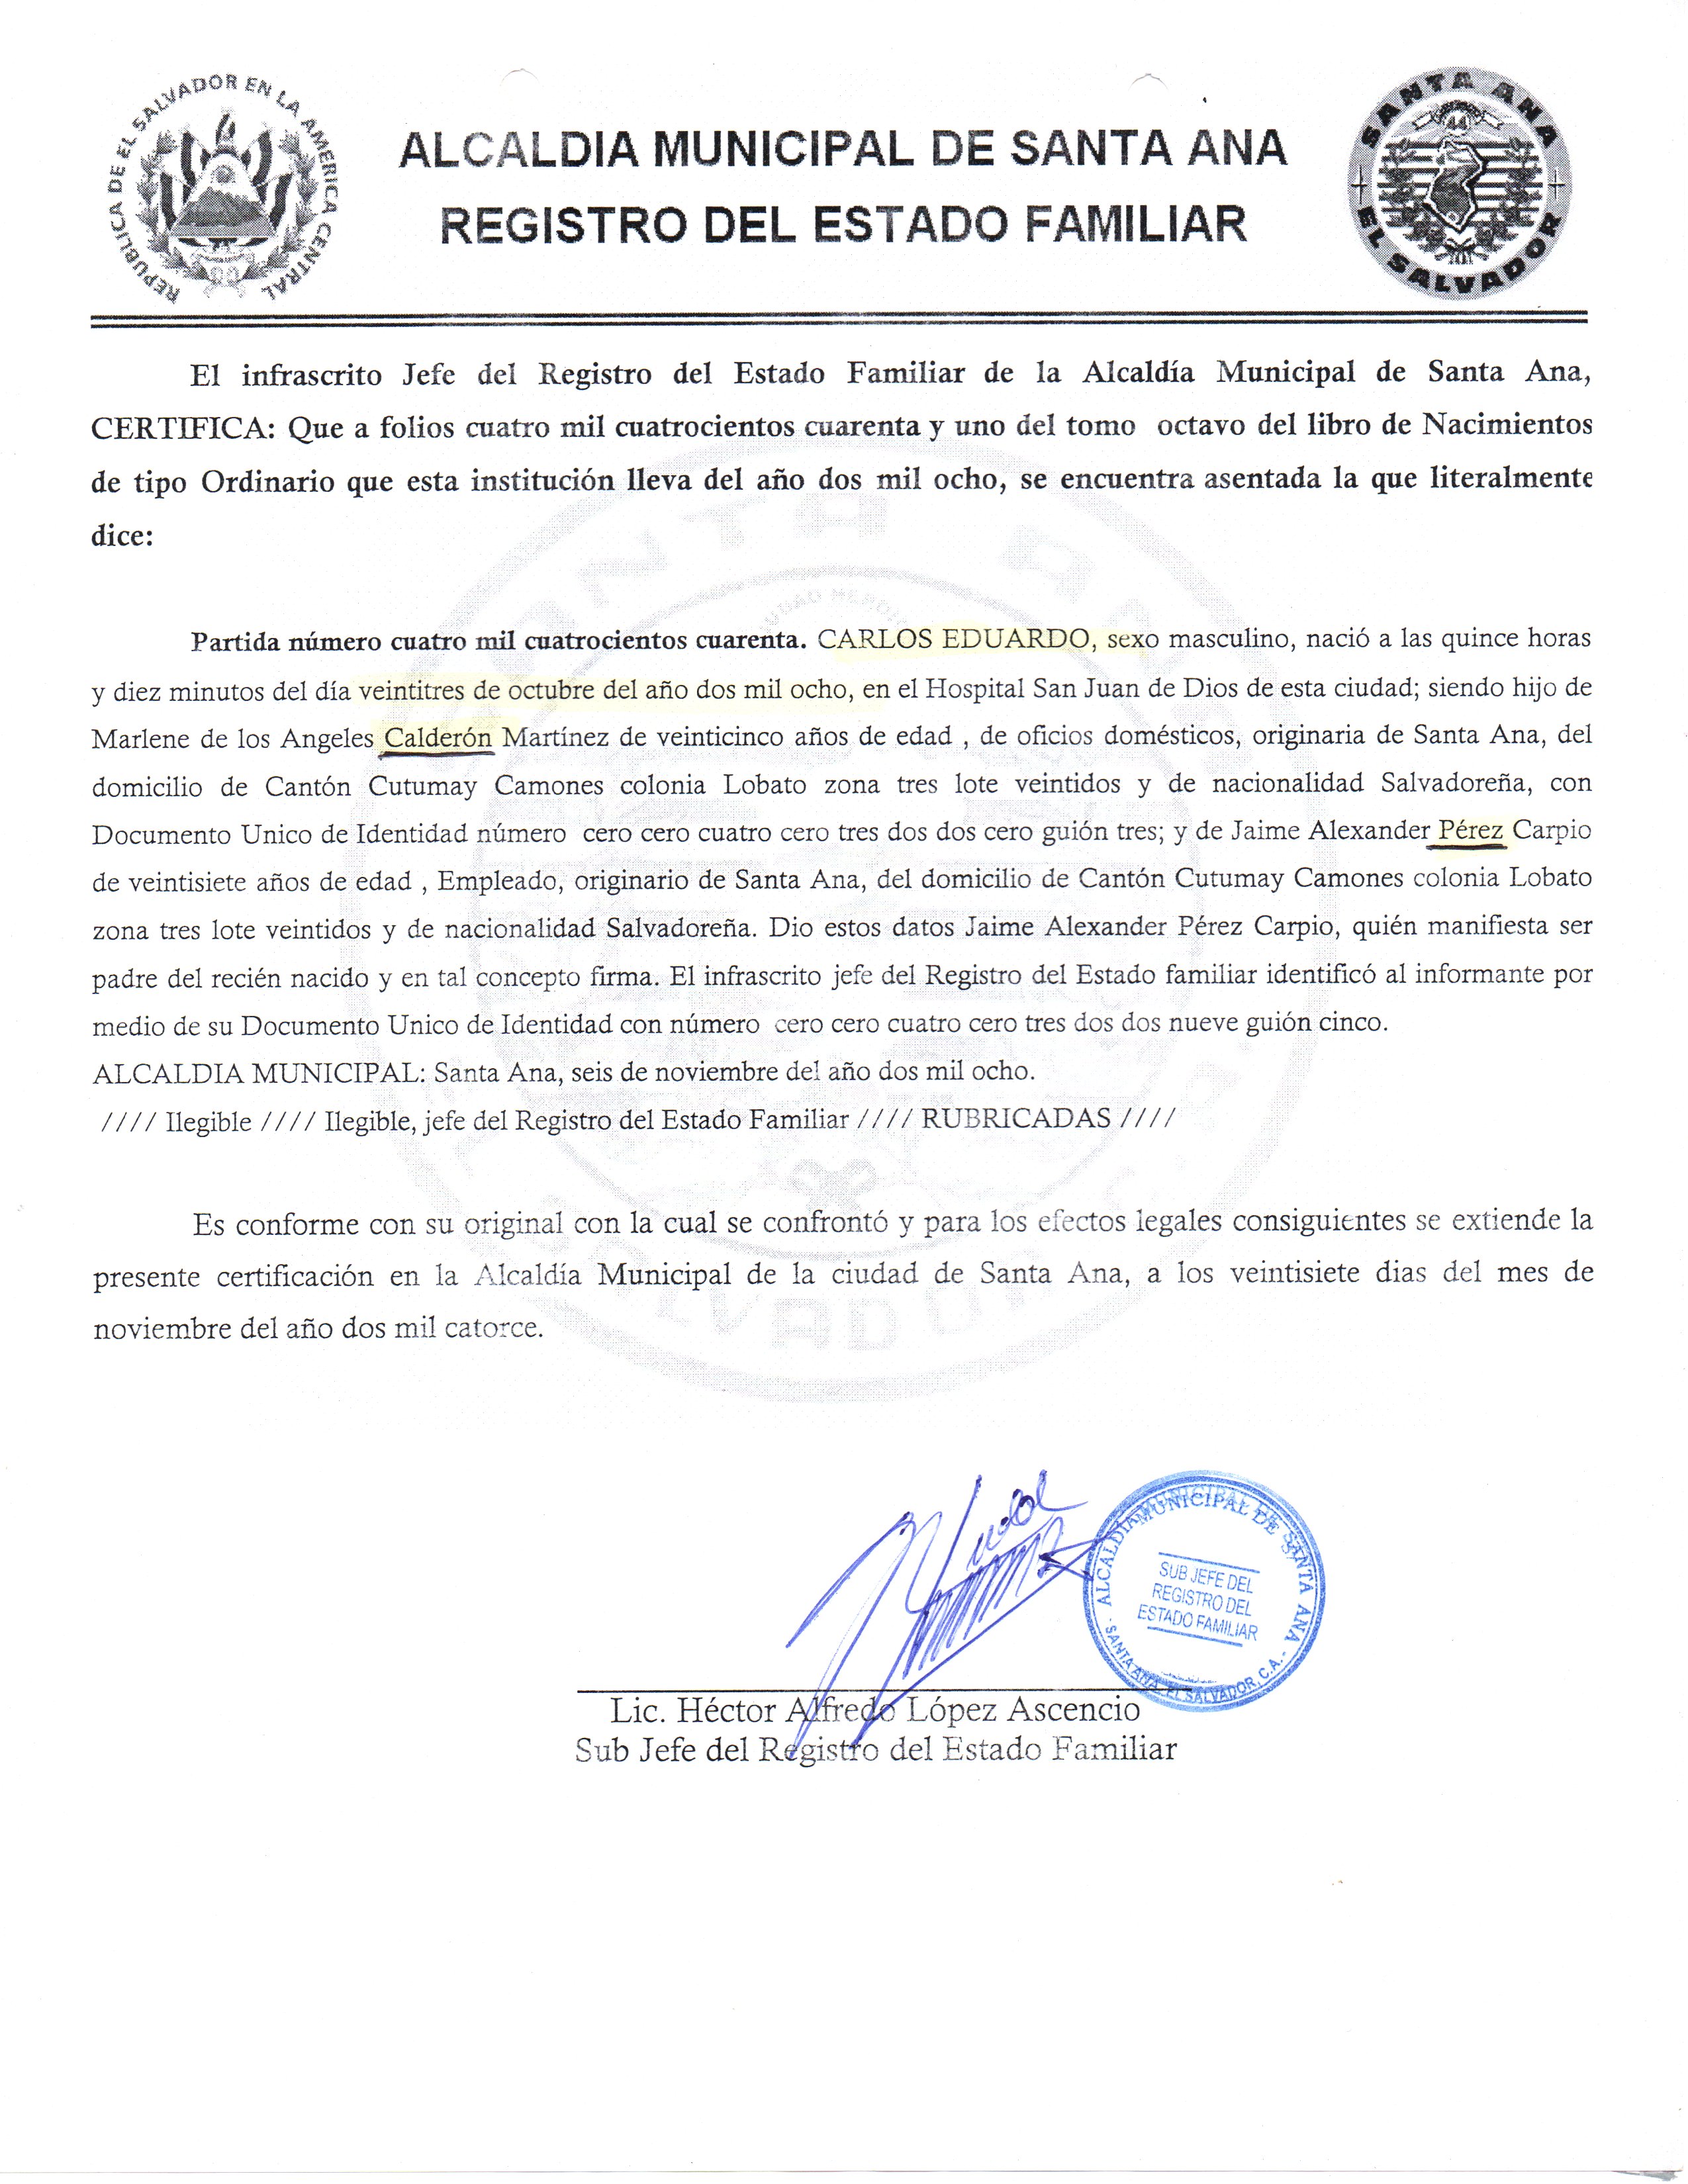 REPUBLICA DE EL SALVADOR EN LA AMERICA CENTRAL
ALCALDIA MUNICIPAL DE SANTA ANA
REGISTRO DEL ESTADO FAMILIAR
SANTA ANA
EL SALVADOR
El infrascrito Jefe del Registro del Estado Familiar de la Alcaldía Municipal de Santa Ana,
CERTIFICA: Que a folios cuatro mil cuatrocientos cuarenta y uno del tomo octavo del libro de Nacimientos
de tipo Ordinario que esta institución lleva del año dos mil ocho, se encuentra asentada la que literalmente
dice:
Partida número cuatro mil cuatrocientos cuarenta. CARLOS EDUARDO, sexo masculino, nació a las quince horas
y diez minutos del día veintitres de octubre del año dos mil ocho, en el Hospital San Juan de Dios de esta ciudad; siendo hijo de
Marlene de los Angeles Calderón Martínez de veinticinco años de edad , de oficios domésticos, originaria de Santa Ana, del
domicilio de Cantón Cutumay Camones colonia Lobato zona tres lote veintidos y de nacionalidad Salvadoreña, con
Documento Unico de Identidad número cero cero cuatro cero tres dos dos cero guión tres; y de Jaime Alexander Pérez Carpio
de veintisiete años de edad , Empleado, originario de Santa Ana, del domicilio de Cantón Cutumay Camones colonia Lobato
zona tres lote veintidos y de nacionalidad Salvadoreña. Dio estos datos Jaime Alexander Pérez Carpio, quién manifiesta ser
padre del recién nacido y en tal concepto firma. El infrascrito jefe del Registro del Estado familiar identificó al informante por
medio de su Documento Unico de Identidad con número cero cero cuatro cero tres dos dos nueve guión cinco.
ALCALDIA MUNICIPAL: Santa Ana, seis de noviembre del año dos mil ocho.
//// Ilegible //// Ilegible, jefe del Registro del Estado Familiar //// RUBRICADAS ////
Es conforme con su original con la cual se confrontó y para los efectos legales consiguientes se extiende la
presente certificación en la Alcaldía Municipal de la ciudad de Santa Ana, a los veintisiete dias del mes de
noviembre del año dos mil catorce.
ALCALDIA MUNICIPAL DE SANTA ANA
SUB JEFE DEL
REGISTRO DEL
ESTADO FAMILIAR
SANTA ANA, EL SALVADOR, C.A.
Lic. Héctor Alfredo López Ascencio
Sub Jefe del Registro del Estado Familiar